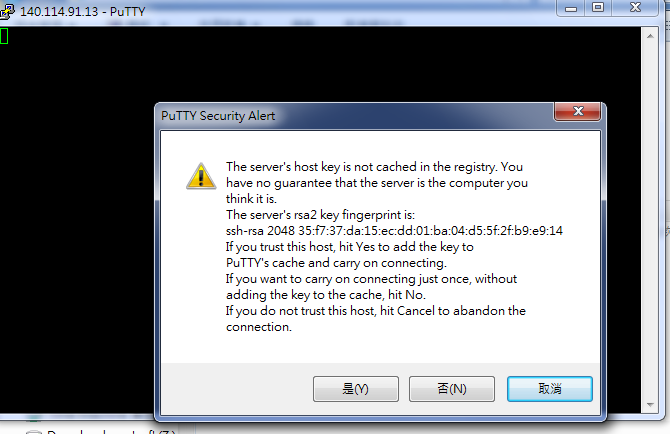 140.114.91.13 - PuTTY
PuTTY Security Alert
The server's host key is not cached in the registry. You
have no guarantee that the server is the computer you
think it is.
The server's rsa2 key fingerprint is:
ssh-rsa 2048 35:f7:37:da:15:ec:dd:01:ba:04:d5:5f:2f:b9:e9:14
If you trust this host, hit Yes to add the key to
PuTTY's cache and carry on connecting.
If you want to carry on connecting just once, without
adding the key to the cache, hit No.
If you do not trust this host, hit Cancel to abandon the
connection.
是(Y)
否(N)
取消